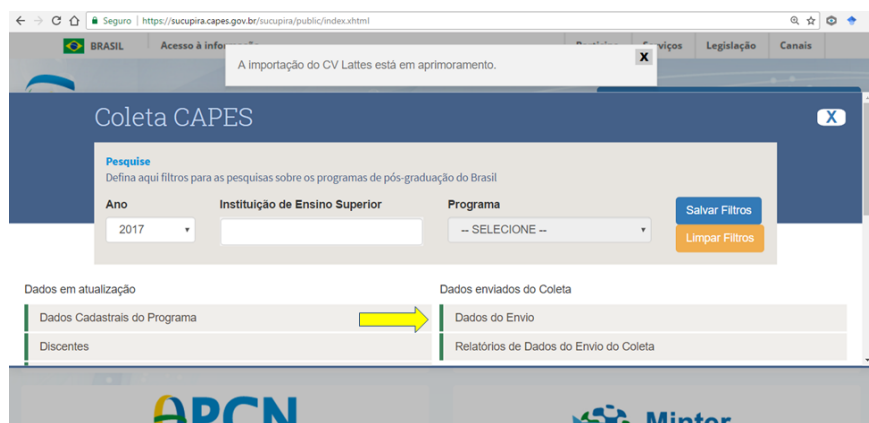 Seguro | https://sucupira.capes.gov.br/sucupira/public/index.xhtml
BRASIL Acesso à Serviços Legislação Canais
A importação do CV Lattes está em aprimoramento. X
Coleta CAPES X
Pesquise
Defina aqui filtros para as pesquisas sobre os programas de pós-graduação do Brasil
Ano Instituição de Ensino Superior Programa
2017 -- SELECIONE -- Salvar Filtros
Limpar Filtros
Dados em atualização Dados enviados do Coleta
Dados Cadastrais do Programa Dados do Envio
Discentes Relatórios de Dados do Envio do Coleta
APCN Minter